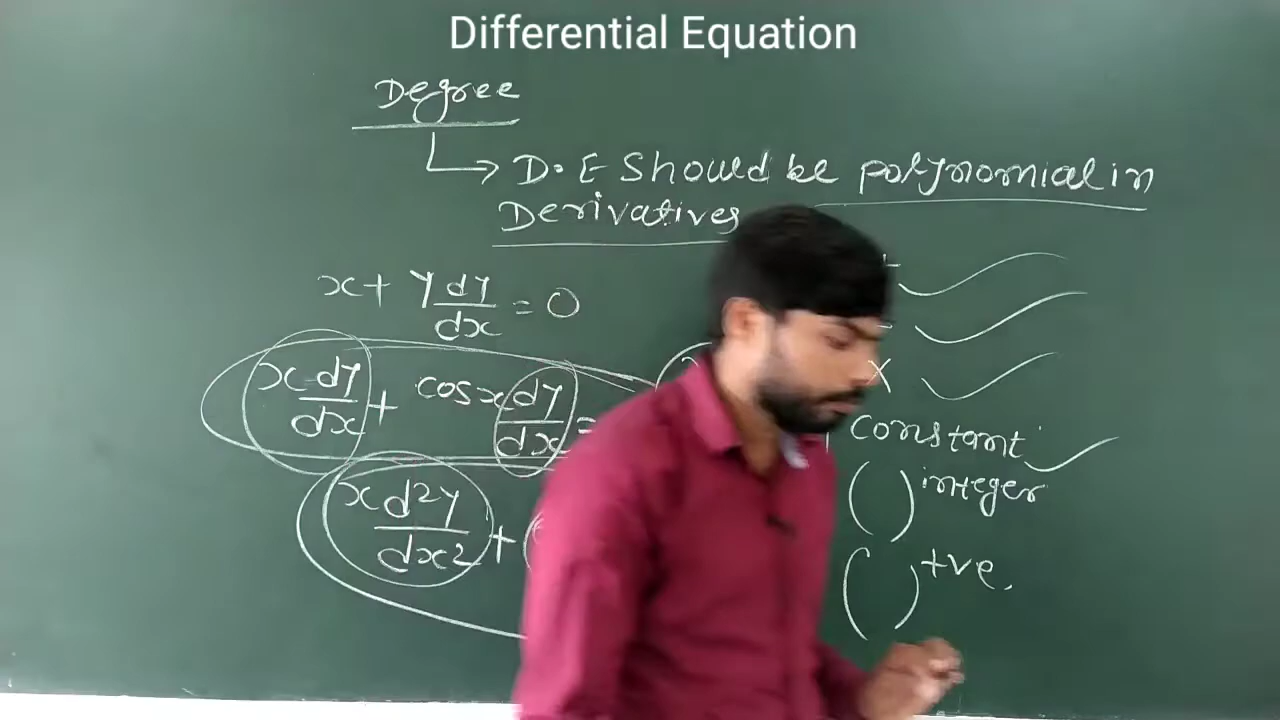 Differential Equation
Degree
D.E Should be polynomial in
Derivatives
x + y dy/dx = 0
x dy/dx + cosx dy/dx =
x d2y/dx2 +
x
constant
( ) integer
( ) +ve.